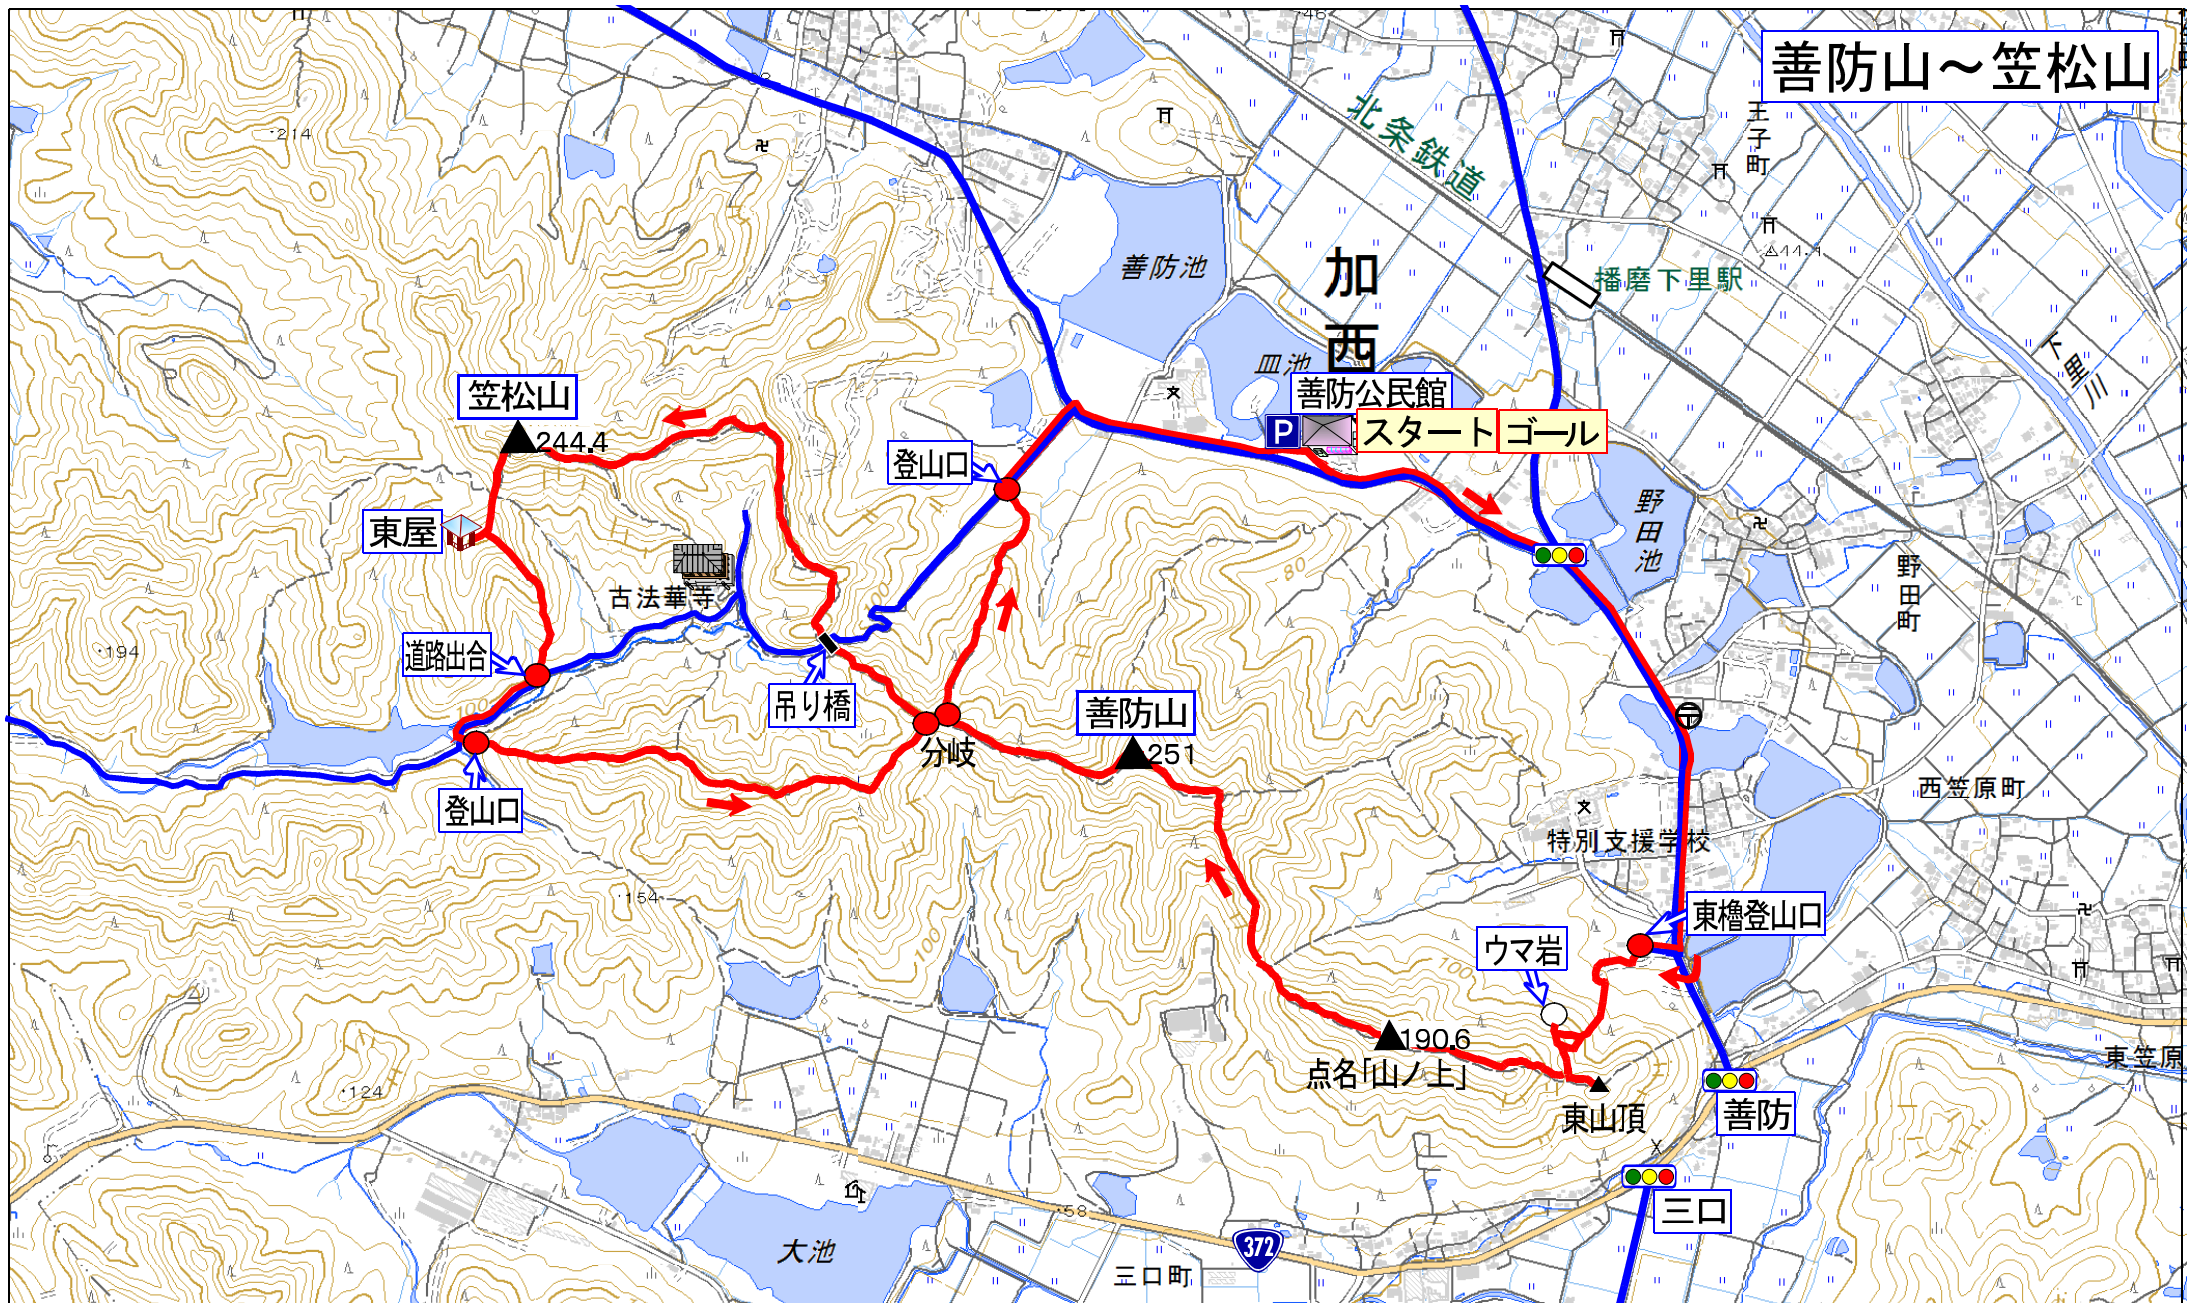 善防山～笠松山
46
北条鉄道
王子町
214
善防池
加西
44.4
播磨下里駅
下里川
皿池
善防公民館
笠松山
244.4
P
スタート
ゴール
登山口
東屋
野田池
80
野田町
古法華寺
100
194
道路出合
100
吊り橋
善防山
251
分岐
登山口
西笠原町
特別支援学校
154
東櫓登山口
ウマ岩
100
100
190.6
点名「山ノ上」
東笠原
124
東山頂
善防
三口
58
372
大池
三口町